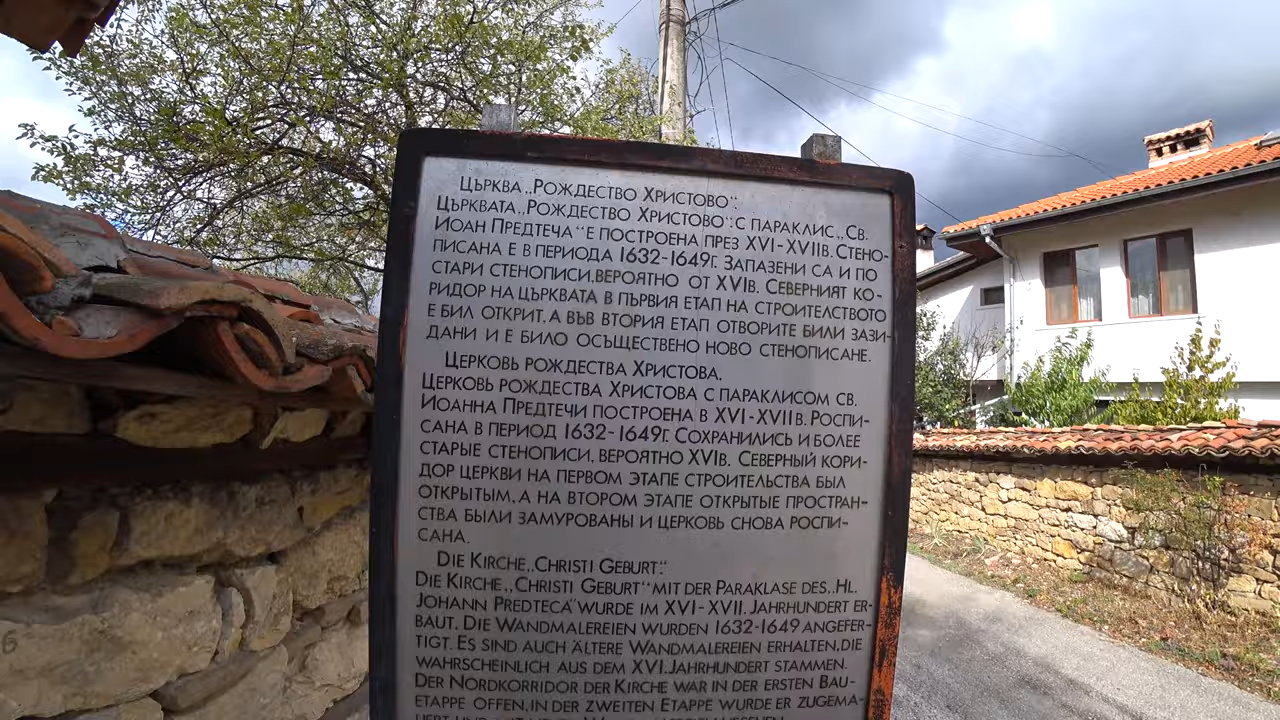 Църква „Рождество Христово".
Църквата „Рождество Христово". с параклис „Св.
Иоан Предтеча" е построена през XVI-XVIIв. Стено-
писана е в периода 1632-1649г. Запазени са и по
стари стенописи, вероятно от XVIв. Северният ко-
ридор на църквата в първия етап на строителството
е бил открит, а във втория етап отворите били зази-
дани и е било осъществено ново стенописане.
Церковь рождества Христова.
Церковь рождества Христова с параклисом св.
Иоанна Предтечи построена в XVI-XVIIв. Роспи-
сана в период 1632-1649г. Сохранились и более
старые стенописи, вероятно XVIв. Северный кори-
дор церкви на первом этапе строительства был
открытым, а на втором этапе открытые простран-
ства были замурованы и церковь снова роспи-
сана.
Die Kirche „Christi Geburt".
Die Kirche „Christi Geburt" mit der Paraklase des „Hl.
Johann Predteca" wurde im XVI-XVII. Jahrhundert er-
baut. Die Wandmalereien wurden 1632-1649 angefer-
tigt. Es sind auch ältere Wandmalereien erhalten, die
wahrscheinlich aus dem XVI. Jahrhundert stammen.
Der Nordkorridor der Kirche war in der ersten Bau-
etappe offen, in der zweiten Etappe wurde er zugema-